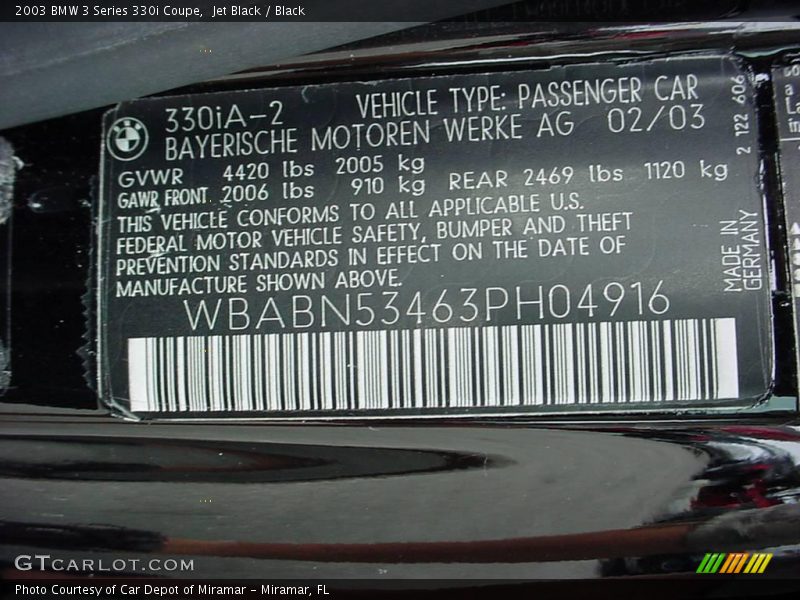 2003 BMW 3 Series 330i Coupe, Jet Black / Black
BMW
330iA-2 VEHICLE TYPE: PASSENGER CAR
BAYERISCHE MOTOREN WERKE AG 02/03
GVWR 4420 lbs 2005 kg
GAWR FRONT 2006 lbs 910 kg REAR 2469 lbs 1120 kg
THIS VEHICLE CONFORMS TO ALL APPLICABLE U.S.
FEDERAL MOTOR VEHICLE SAFETY, BUMPER AND THEFT
PREVENTION STANDARDS IN EFFECT ON THE DATE OF
MANUFACTURE SHOWN ABOVE.
WBABN53463PH04916
2 122 606
MADE IN
GERMANY
GTCARLOT.COM
Photo Courtesy of Car Depot of Miramar - Miramar, FL